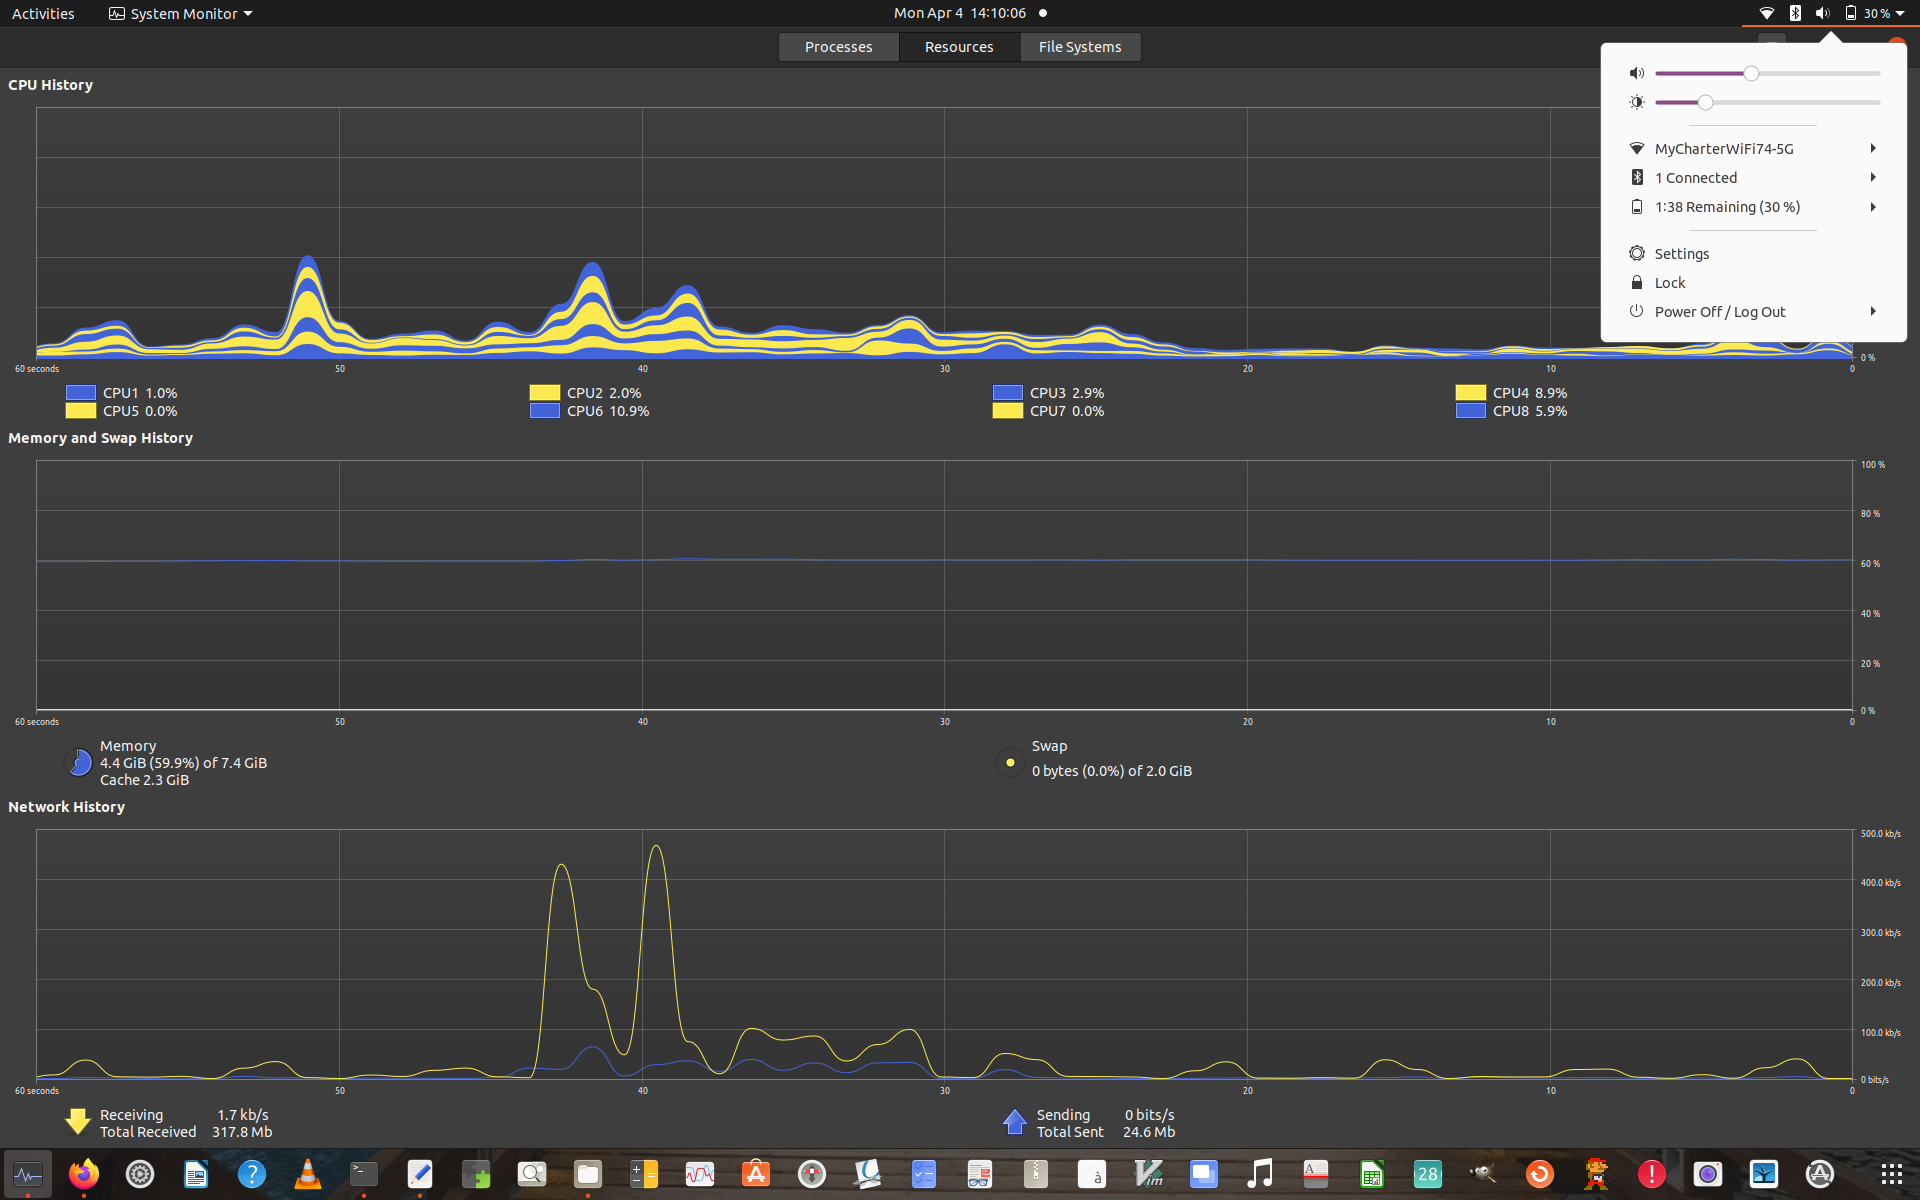 Activities
System Monitor
Mon Apr 4 14:10:06
30 %
Processes
Resources
File Systems
MyCharterWiFi74-5G
1 Connected
1:38 Remaining (30 %)
Settings
Lock
Power Off / Log Out
CPU History
0 %
60 seconds 50 40 30 20 10 0
CPU1 1.0% CPU2 2.0% CPU3 2.9% CPU4 8.9%
CPU5 0.0% CPU6 10.9% CPU7 0.0% CPU8 5.9%
Memory and Swap History
100 %
80 %
60 %
40 %
20 %
0 %
60 seconds 50 40 30 20 10 0
Memory
4.4 GiB (59.9%) of 7.4 GiB
Cache 2.3 GiB
Swap
0 bytes (0.0%) of 2.0 GiB
Network History
500.0 kb/s
400.0 kb/s
300.0 kb/s
200.0 kb/s
100.0 kb/s
0 bits/s
60 seconds 50 40 30 20 10 0
Receiving 1.7 kb/s
Total Received 317.8 Mb
Sending 0 bits/s
Total Sent 24.6 Mb
?
>_
A
à
Vim
A
28
!